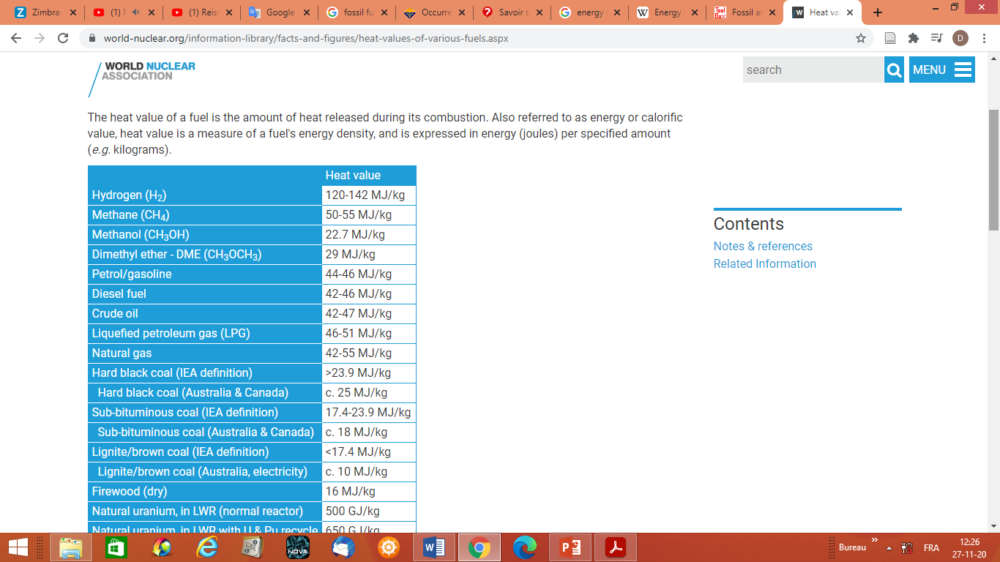 Zimbra:
(1)
(1) Reis
Google
fossil fu
Occurre
Savoir s
energy
Energy
Fossil a
Heat va
world-nuclear.org/information-library/facts-and-figures/heat-values-of-various-fuels.aspx
D
WORLD NUCLEAR
ASSOCIATION
search
MENU
The heat value of a fuel is the amount of heat released during its combustion. Also referred to as energy or calorific
value, heat value is a measure of a fuel's energy density, and is expressed in energy (joules) per specified amount
(e.g. kilograms).
Heat value
Hydrogen (H₂) 120-142 MJ/kg
Methane (CH₄) 50-55 MJ/kg
Methanol (CH₃OH) 22.7 MJ/kg
Dimethyl ether - DME (CH₃OCH₃) 29 MJ/kg
Petrol/gasoline 44-46 MJ/kg
Diesel fuel 42-46 MJ/kg
Crude oil 42-47 MJ/kg
Liquefied petroleum gas (LPG) 46-51 MJ/kg
Natural gas 42-55 MJ/kg
Hard black coal (IEA definition) >23.9 MJ/kg
Hard black coal (Australia & Canada) c. 25 MJ/kg
Sub-bituminous coal (IEA definition) 17.4-23.9 MJ/kg
Sub-bituminous coal (Australia & Canada) c. 18 MJ/kg
Lignite/brown coal (IEA definition) <17.4 MJ/kg
Lignite/brown coal (Australia, electricity) c. 10 MJ/kg
Firewood (dry) 16 MJ/kg
Natural uranium, in LWR (normal reactor) 500 GJ/kg
Natural uranium, in LWR with U & Pu recycle 650 GJ/kg
Contents
Notes & references
Related Information
NOVA
Bureau
FRA
12:26
27-11-20